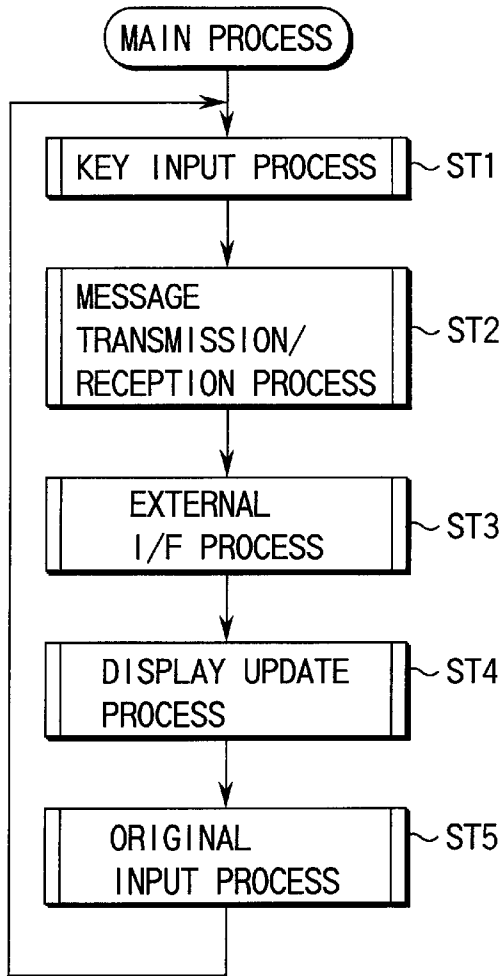 MAIN PROCESS
KEY INPUT PROCESS
ST1
MESSAGE
TRANSMISSION/
RECEPTION PROCESS
ST2
EXTERNAL
I/F PROCESS
ST3
DISPLAY UPDATE
PROCESS
ST4
ORIGINAL
INPUT PROCESS
ST5